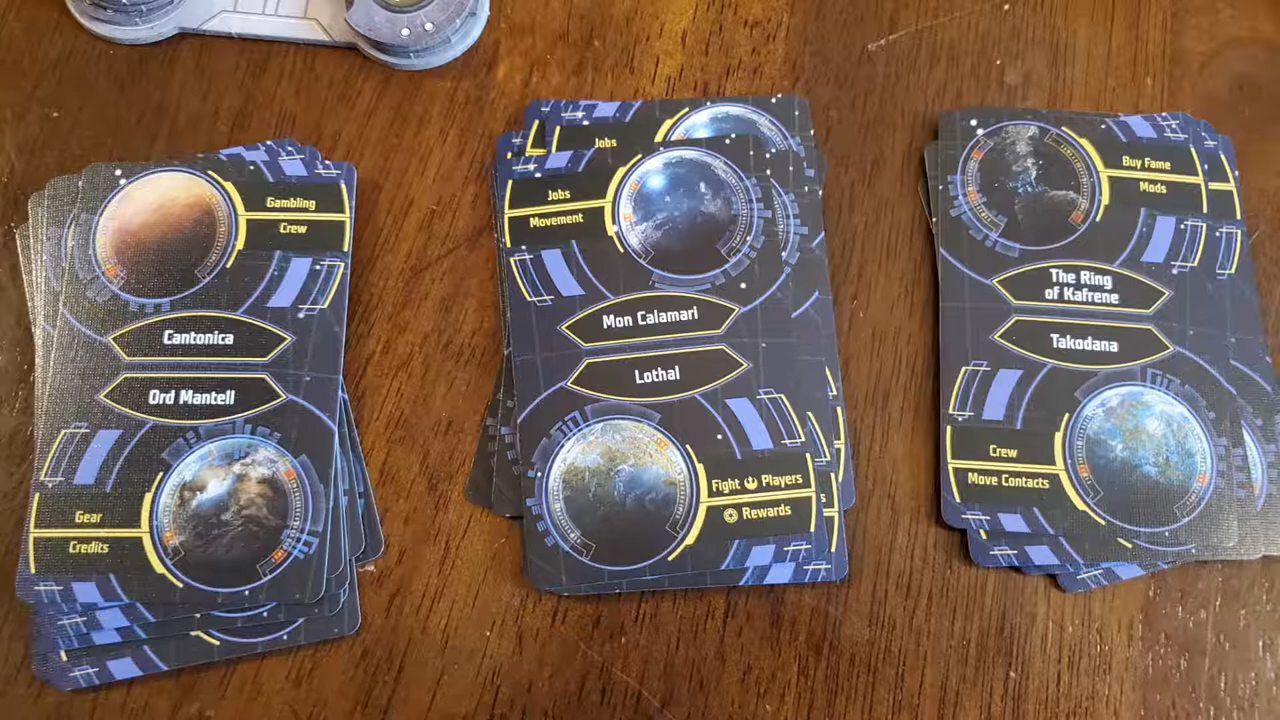 Gambling
Crew
Cantonica
Ord Mantell
Gear
Credits
Jobs
Jobs
Movement
Mon Calamari
Lothal
Fight Players
Rewards
s
Buy Fame
Mods
The Ring
of Kafrene
Takodana
Crew
Move Contacts